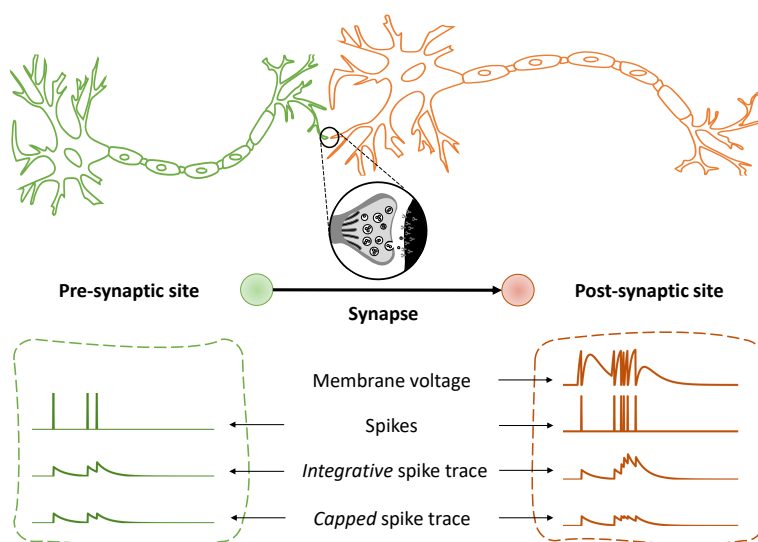 Pre-synaptic site
Post-synaptic site
Synapse
Membrane voltage
Spikes
Integrative spike trace
Capped spike trace